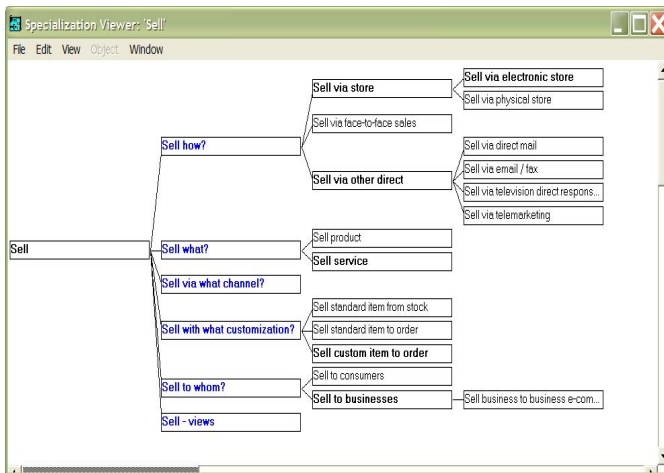 Specialization Viewer: 'Sell'
File Edit View Object Window
Sell via electronic store
Sell via store
Sell via physical store
Sell via face-to-face sales
Sell how?
Sell via direct mail
Sell via email / fax
Sell via other direct
Sell via television direct respons...
Sell via telemarketing
Sell product
Sell
Sell what?
Sell service
Sell via what channel?
Sell standard item from stock
Sell with what customization?
Sell standard item to order
Sell custom item to order
Sell to consumers
Sell to whom?
Sell to businesses
Sell business to business e-com...
Sell - views